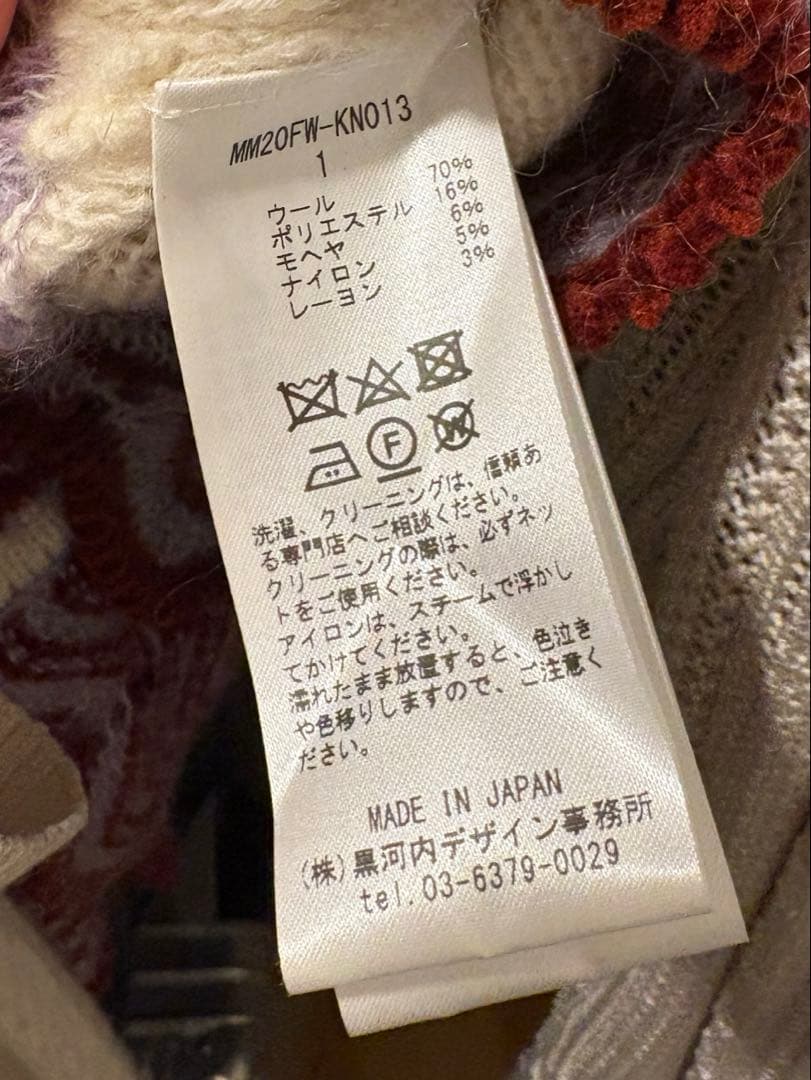 MM20FW-KN013
1
ウール 70%
ポリエステル 16%
モヘヤ 6%
ナイロン 5%
レーヨン 3%
F
W
洗濯、クリーニングは、信頼あ
る専門店へご相談ください。
クリーニングの際は、必ずネッ
トをご使用ください。
アイロンは、スチームで浮かし
てかけてください。
濡れたまま放置すると、色泣き
や色移りしますので、ご注意く
ださい。
MADE IN JAPAN
(株)黒河内デザイン事務所
tel.03-6379-0029